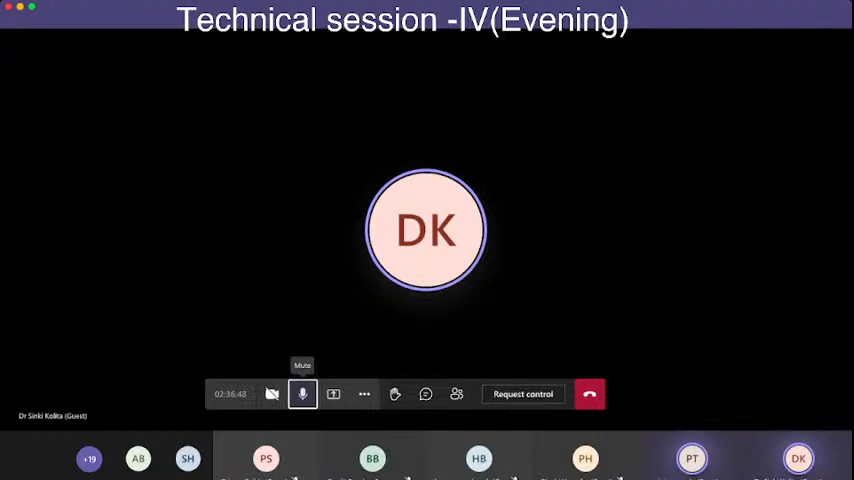 Technical session -IV(Evening)
DK
Mute
02:36:48
Request control
Dr Sinki Kolita (Guest)
+19
AB
SH
PS
BB
HB
PH
PT
DK